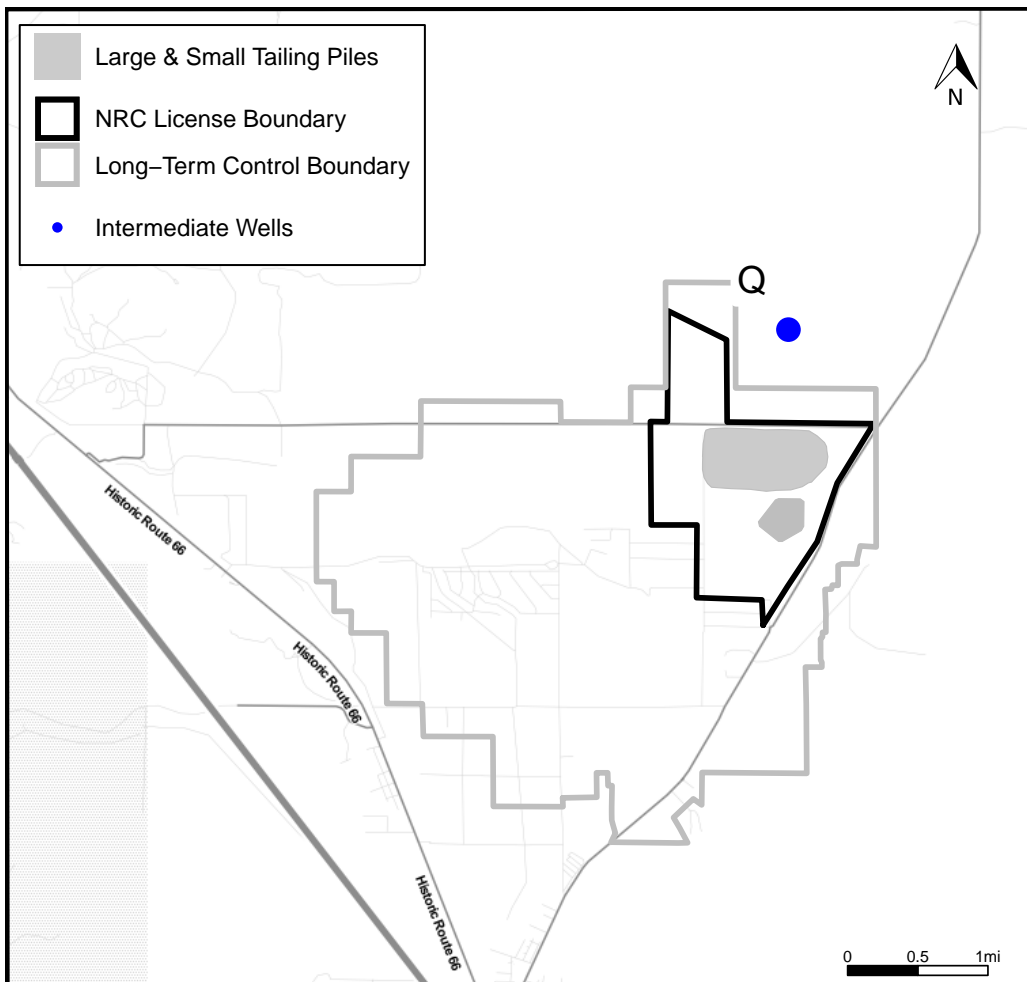 Large & Small Tailing Piles
NRC License Boundary
Long−Term Control Boundary
Intermediate Wells
N
Q
Historic Route 66
Historic Route 66
Historic Route 66
0 0.5 1mi